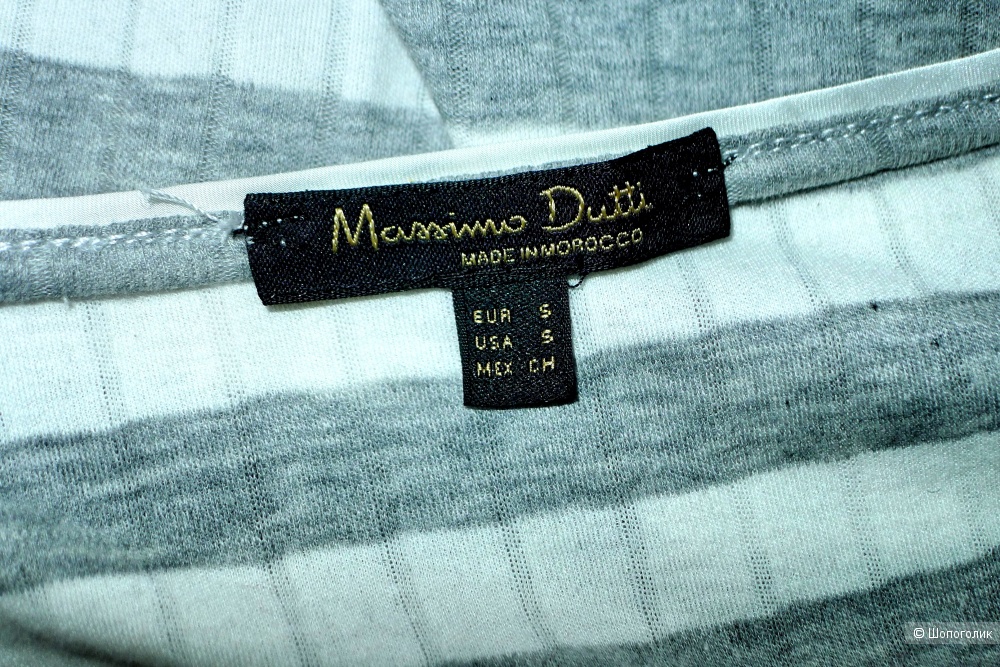 Massimo Dutti
MADE IN MOROCCO
EUR S
USA S
MEX CH
© Шопоголик